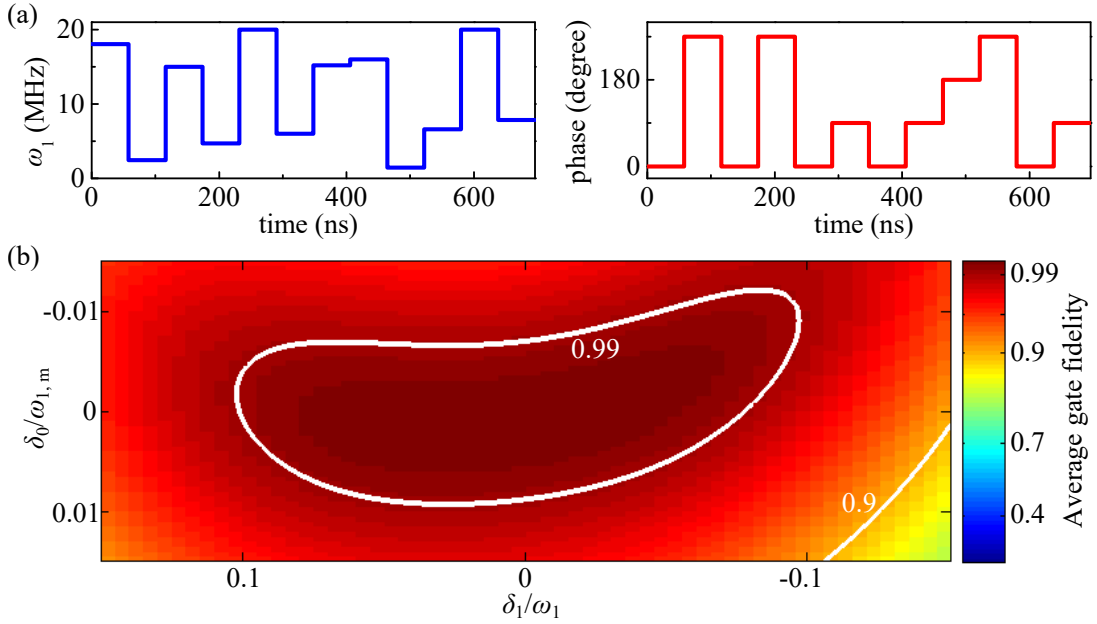 (a)
20
10
0
ω1 (MHz)
0
200
400
600
time (ns)
180
0
phase (degree)
0
200
400
600
time (ns)
(b)
-0.01
0
0.01
δ0/ω1, m
0.99
0.9
0.1
0
-0.1
δ1/ω1
0.99
0.9
0.7
0.4
Average gate fidelity